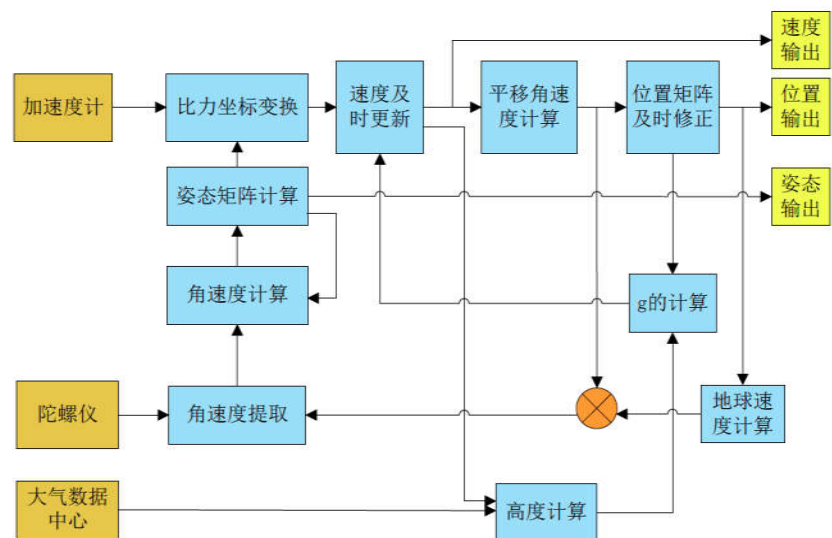 速度
输出
加速度计
比力坐标变换
速度及
时更新
平移角速
度计算
位置矩阵
及时修正
位置
输出
姿态矩阵计算
姿态
输出
角速度计算
g的计算
陀螺仪
角速度提取
地球速
度计算
大气数据
中心
高度计算